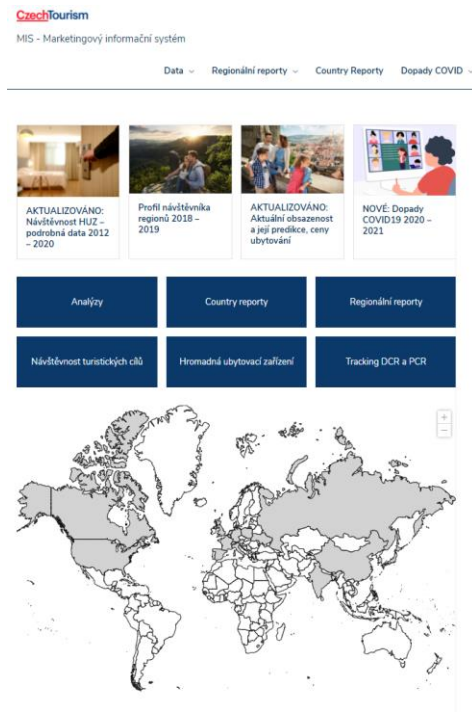 CzechTourism
MIS - Marketingový informační systém
Data Regionální reporty Country Reporty Dopady COVID
AKTUALIZOVÁNO:
Návštěvnost HUZ –
podrobná data 2012
– 2020
Profil návštěvníka
regionů 2018 –
2019
AKTUALIZOVÁNO:
Aktuální obsazenost
a její predikce, ceny
ubytování
NOVÉ: Dopady
COVID19 2020 –
2021
Analýzy
Country reporty
Regionální reporty
Návštěvnost turistických cílů
Hromadná ubytovací zařízení
Tracking DCR a PCR
+
−